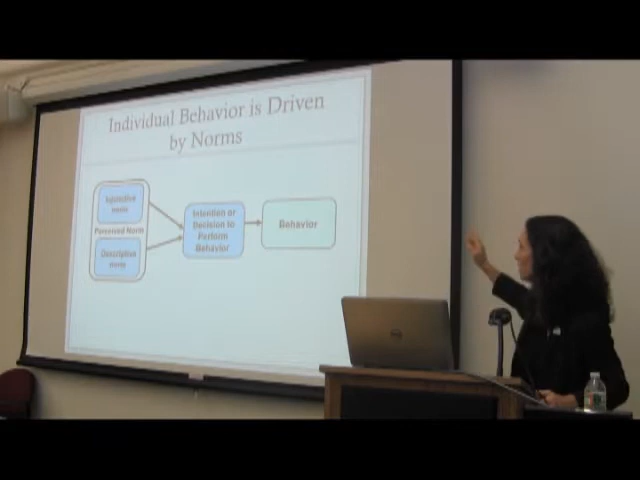 Individual Behavior is Driven
by Norms
Injunctive
norm
Perceived Norm
Descriptive
norm
Intention or
Decision to
Perform
Behavior
Behavior